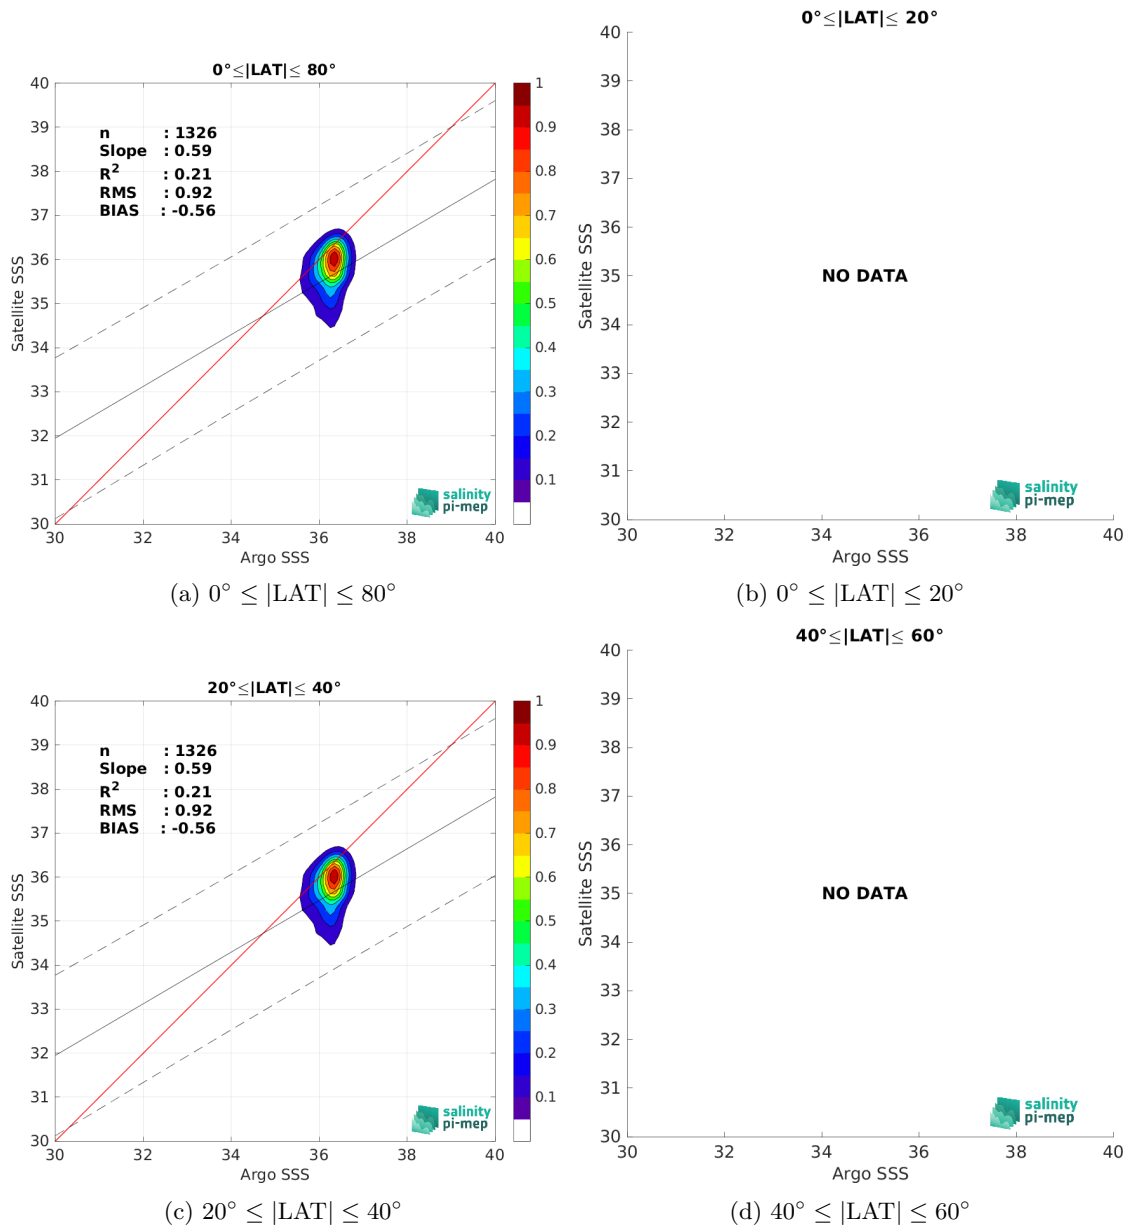 0°≤|LAT|≤ 80°
40
39
38
37
36
35
34
33
32
31
30
30
32
34
36
38
40
Satellite SSS
Argo SSS
n : 1326
Slope : 0.59
R² : 0.21
RMS : 0.92
BIAS : -0.56
salinity
pi-mep
1
0.9
0.8
0.7
0.6
0.5
0.4
0.3
0.2
0.1
(a) 0° ≤ |LAT| ≤ 80°
0°≤|LAT|≤ 20°
40
39
38
37
36
35
34
33
32
31
30
30
32
34
36
38
40
Satellite SSS
Argo SSS
NO DATA
salinity
pi-mep
(b) 0° ≤ |LAT| ≤ 20°
20°≤|LAT|≤ 40°
40
39
38
37
36
35
34
33
32
31
30
30
32
34
36
38
40
Satellite SSS
Argo SSS
n : 1326
Slope : 0.59
R² : 0.21
RMS : 0.92
BIAS : -0.56
salinity
pi-mep
1
0.9
0.8
0.7
0.6
0.5
0.4
0.3
0.2
0.1
(c) 20° ≤ |LAT| ≤ 40°
40°≤|LAT|≤ 60°
40
39
38
37
36
35
34
33
32
31
30
30
32
34
36
38
40
Satellite SSS
Argo SSS
NO DATA
salinity
pi-mep
(d) 40° ≤ |LAT| ≤ 60°